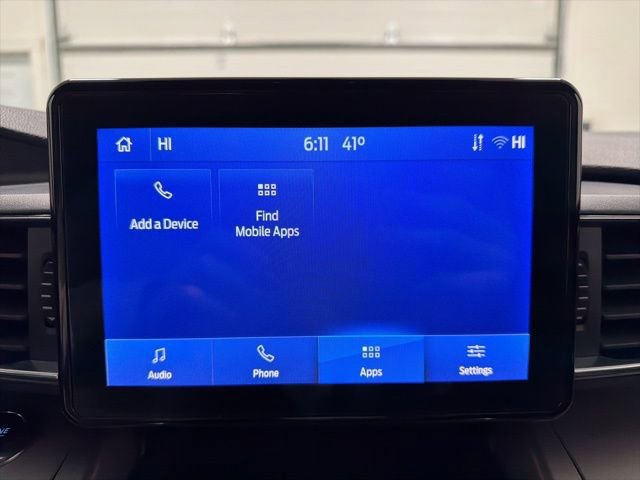 HI 6:11 41° HI
Add a Device
Find
Mobile Apps
Audio Phone Apps Settings